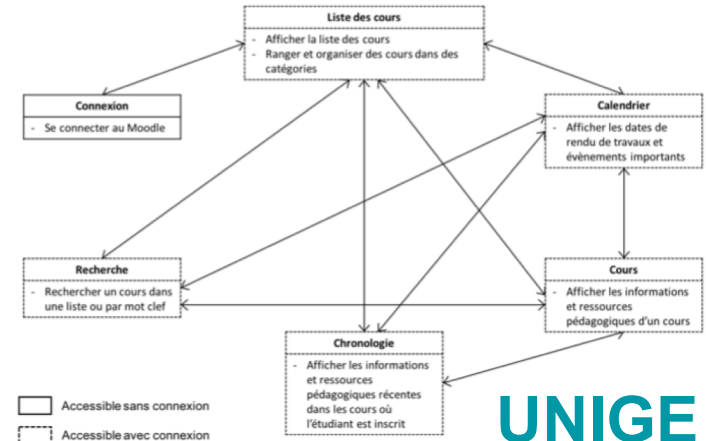 Liste des cours
- Afficher la liste des cours
- Ranger et organiser des cours dans des
catégories
Connexion
- Se connecter au Moodle
Calendrier
- Afficher les dates de
rendu de travaux et
évènements importants
Recherche
- Rechercher un cours dans
une liste ou par mot clef
Cours
- Afficher les informations
et ressources
pédagogiques d'un cours
Chronologie
- Afficher les informations
et ressources
pédagogiques récentes
dans les cours où
l'étudiant est inscrit
Accessible sans connexion
Accessible avec connexion
UNIGE